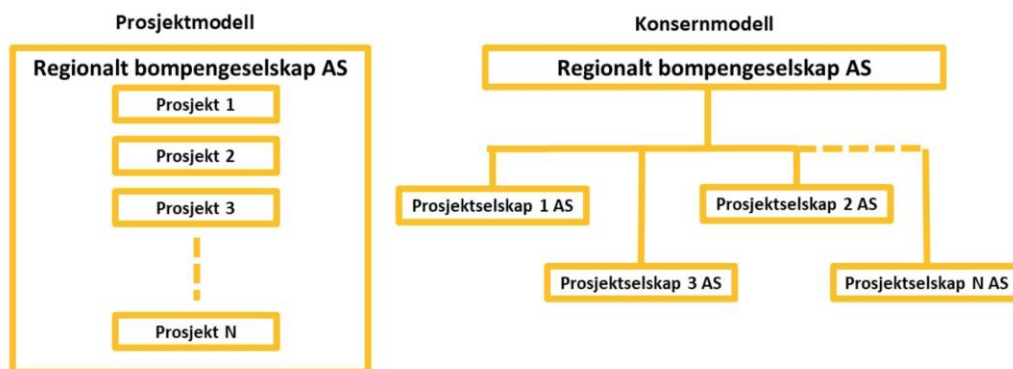 Prosjektmodell
Regionalt bompengeselskap AS
Prosjekt 1
Prosjekt 2
Prosjekt 3
Prosjekt N
Konsernmodell
Regionalt bompengeselskap AS
Prosjektselskap 1 AS
Prosjektselskap 2 AS
Prosjektselskap 3 AS
Prosjektselskap N AS